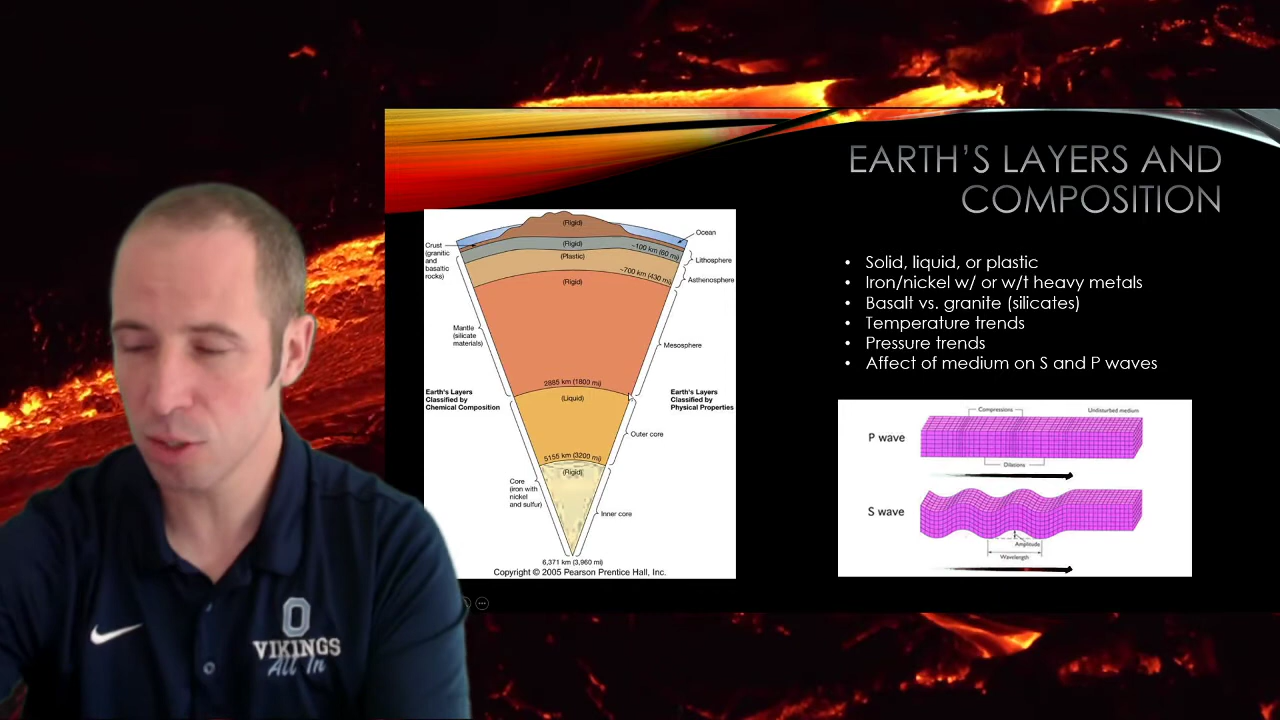 EARTH'S LAYERS AND
COMPOSITION
• Solid, liquid, or plastic
• Iron/nickel w/ or w/t heavy metals
• Basalt vs. granite (silicates)
• Temperature trends
• Pressure trends
• Affect of medium on S and P waves
(Rigid)
Ocean
Crust
(granitic
and
basaltic
rocks)
(Rigid)
~100 km (60 mi)
Lithosphere
(Plastic)
~700 km (430 mi)
Asthenosphere
(Rigid)
Mantle
(silicate
materials)
Mesosphere
2885 km (1800 mi)
Earth's Layers
Classified by
Chemical Composition
(Liquid)
Earth's Layers
Classified by
Physical Properties
Outer core
5155 km (3200 mi)
(Rigid)
Core
(iron with
nickel
and sulfur)
Inner core
6,371 km (3,960 mi)
Copyright © 2005 Pearson Prentice Hall, Inc.
Compressions
Undisturbed medium
P wave
Dilations
S wave
Amplitude
Wavelength
O
VIKINGS
All In